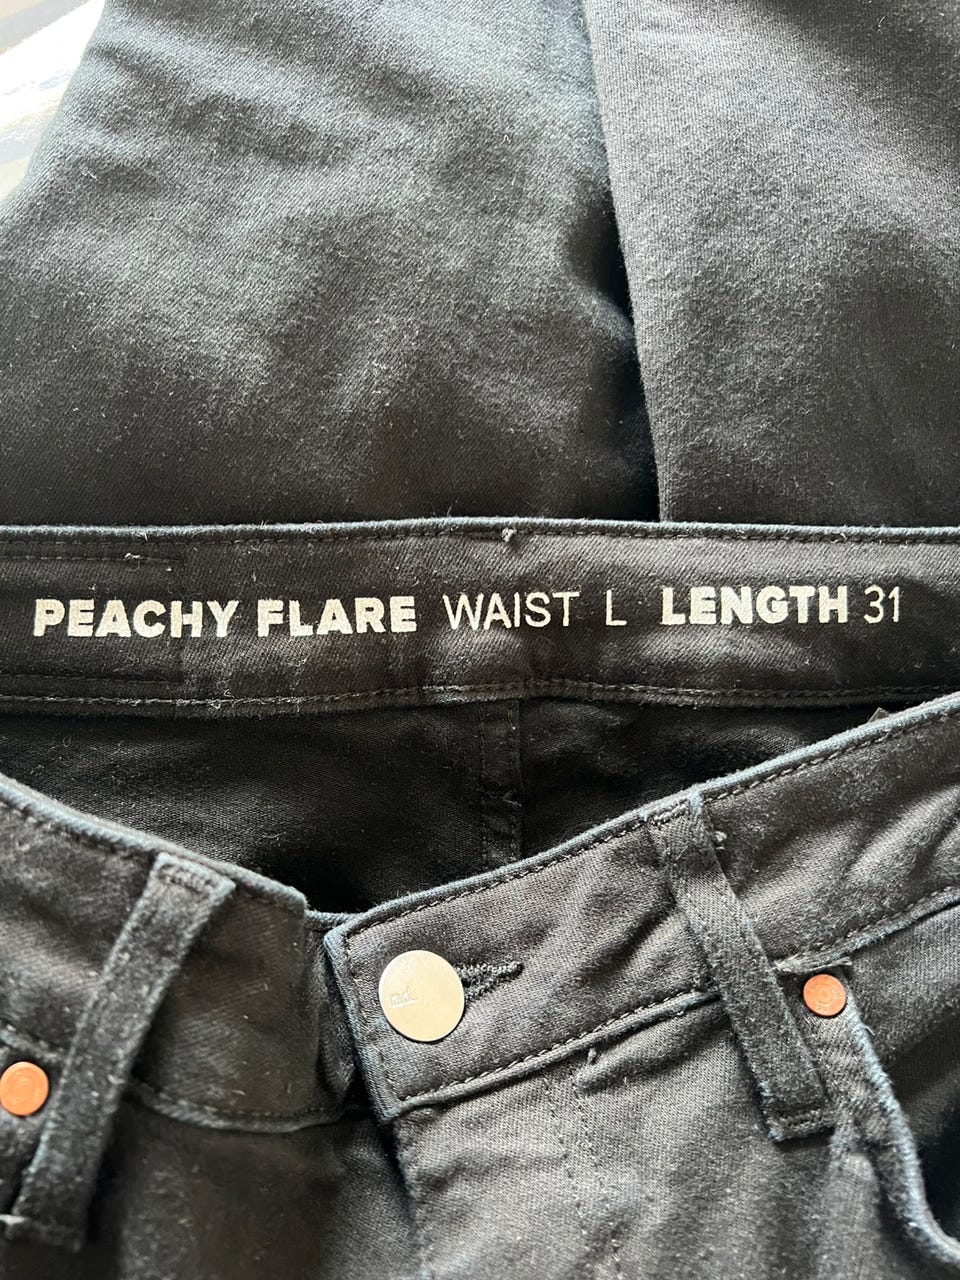 PEACHY FLARE WAIST L LENGTH 31